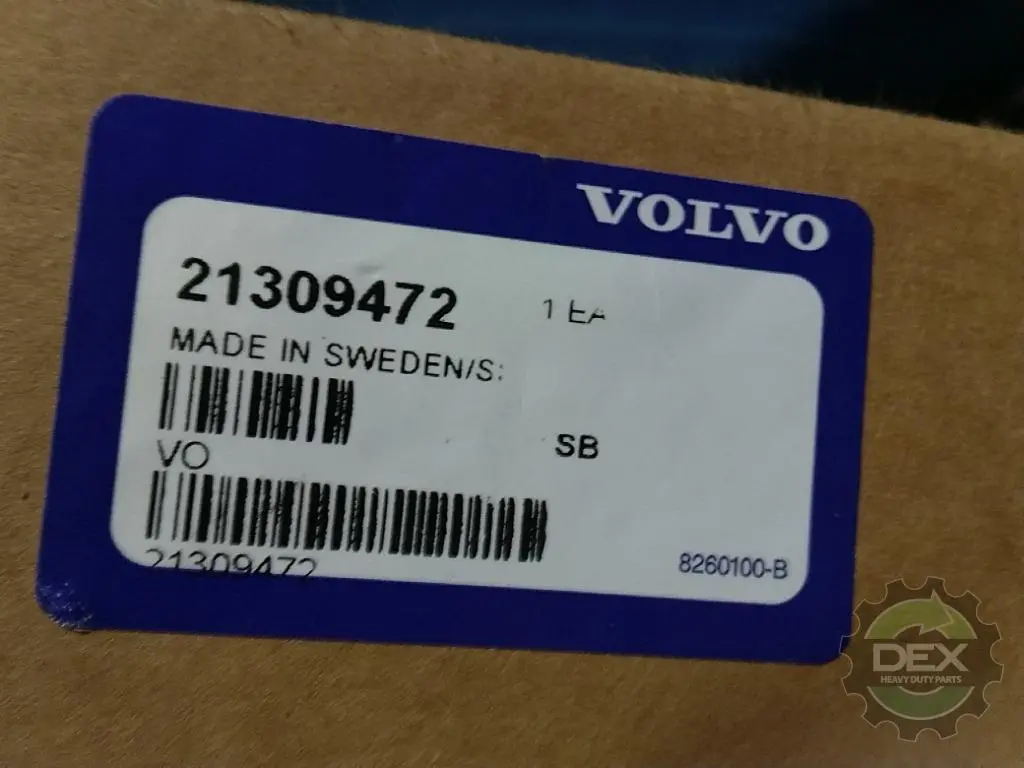 VOLVO
21309472 1 EA
MADE IN SWEDEN/S:
SB
VO
21309472
8260100-B
DEX
HEAVY DUTY PARTS